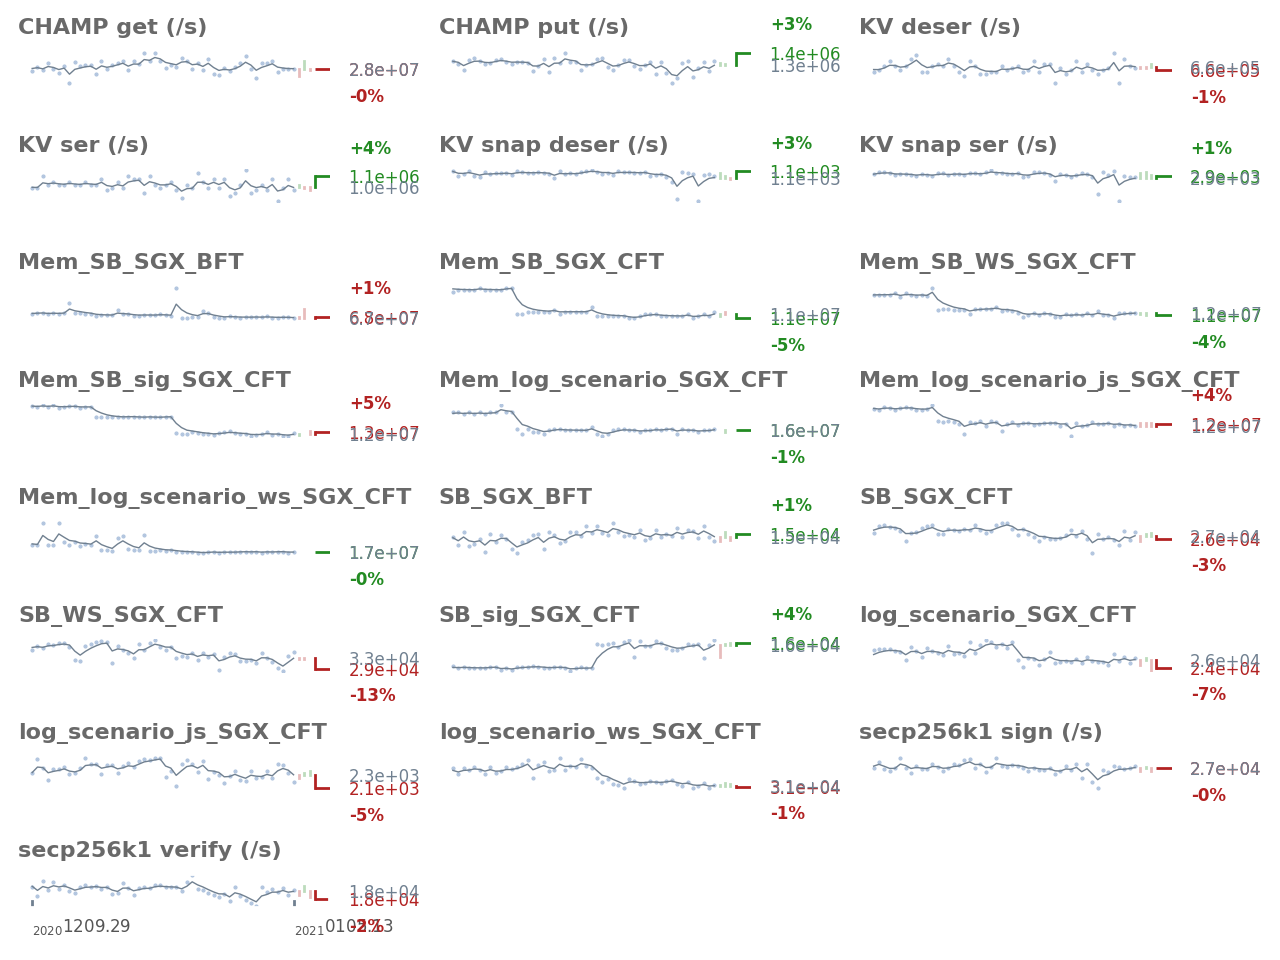 CHAMP get (/s)
2.8e+07
-0%
CHAMP put (/s)
+3%
1.4e+06
1.3e+06
KV deser (/s)
6.6e+05
-1%
KV ser (/s)
+4%
1.1e+06
1.0e+06
KV snap deser (/s)
+3%
1.1e+03
1.1e+03
KV snap ser (/s)
+1%
2.9e+03
2.9e+03
Mem_SB_SGX_BFT
+1%
6.8e+07
6.7e+07
Mem_SB_SGX_CFT
1.1e+07
1.1e+07
-5%
Mem_SB_WS_SGX_CFT
1.2e+07
1.1e+07
-4%
Mem_SB_sig_SGX_CFT
+5%
1.3e+07
1.2e+07
Mem_log_scenario_SGX_CFT
1.6e+07
-1%
Mem_log_scenario_js_SGX_CFT
+4%
1.2e+07
1.2e+07
Mem_log_scenario_ws_SGX_CFT
1.7e+07
-0%
SB_SGX_BFT
+1%
1.5e+04
1.5e+04
SB_SGX_CFT
2.7e+04
2.6e+04
-3%
SB_WS_SGX_CFT
3.3e+04
2.9e+04
-13%
SB_sig_SGX_CFT
+4%
1.6e+04
1.6e+04
log_scenario_SGX_CFT
2.6e+04
2.4e+04
-7%
log_scenario_js_SGX_CFT
2.3e+03
2.1e+03
-5%
log_scenario_ws_SGX_CFT
3.1e+04
-1%
secp256k1 sign (/s)
2.7e+04
-0%
secp256k1 verify (/s)
1.8e+04
1.8e+04
-2%
2020 1209.29
2021